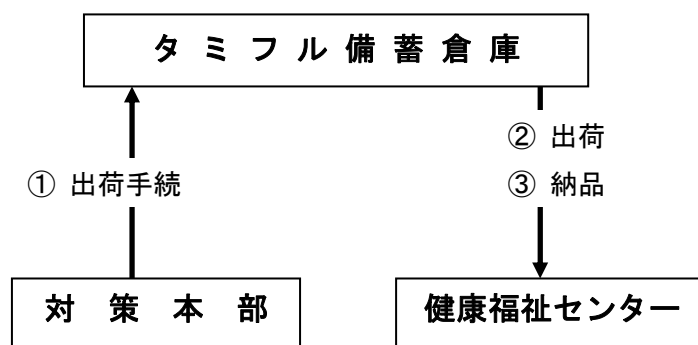 タミフル備蓄倉庫
② 出荷
① 出荷手続
③ 納品
対策本部
健康福祉センター